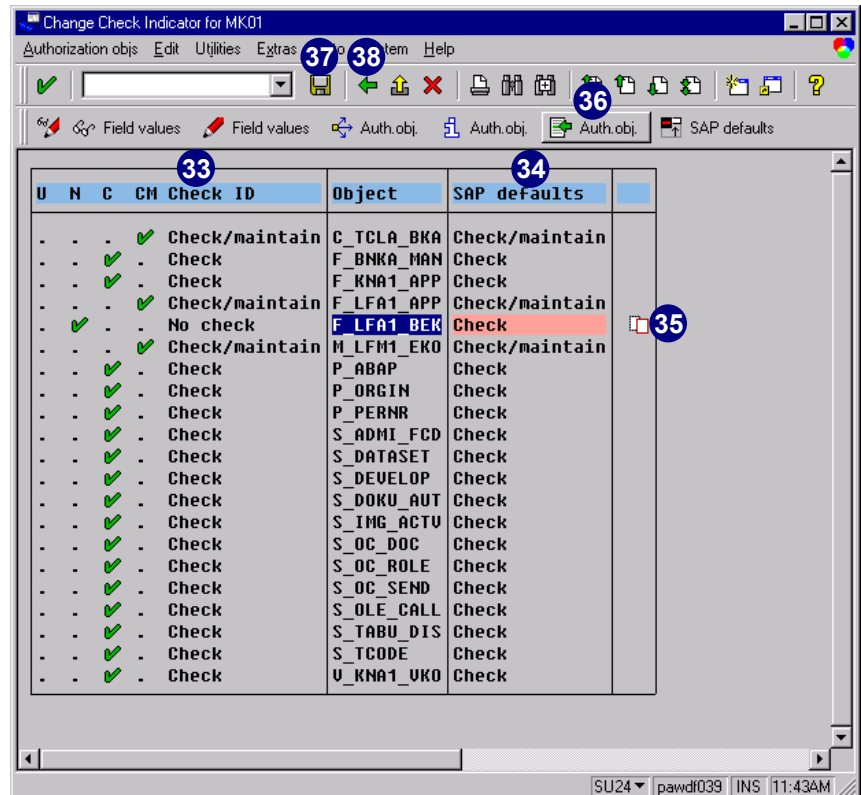 Change Check Indicator for MK01
Authorization objs Edit Utilities Extras Help
37 38
36
Field values Field values Auth.obj. Auth.obj. Auth.obj. SAP defaults
33 34
U N C CM Check ID Object SAP defaults
. . . Check/maintain C_TCLA_BKA Check/maintain
. . . Check F_BNKA_MAN Check
. . . Check F_KNA1_APP Check
. . . Check/maintain F_LFA1_APP Check/maintain
. . . No check F_LFA1_BEK Check 35
. . . Check/maintain M_LFM1_EKO Check/maintain
. . . Check P_ABAP Check
. . . Check P_ORGIN Check
. . . Check P_PERNR Check
. . . Check S_ADMI_FCD Check
. . . Check S_DATASET Check
. . . Check S_DEVELOP Check
. . . Check S_DOKU_AUT Check
. . . Check S_IMG_ACTV Check
. . . Check S_OC_DOC Check
. . . Check S_OC_ROLE Check
. . . Check S_OC_SEND Check
. . . Check S_OLE_CALL Check
. . . Check S_TABU_DIS Check
. . . Check S_TCODE Check
. . . Check V_KNA1_VKO Check
SU24 pawdf039 INS 11:43AM